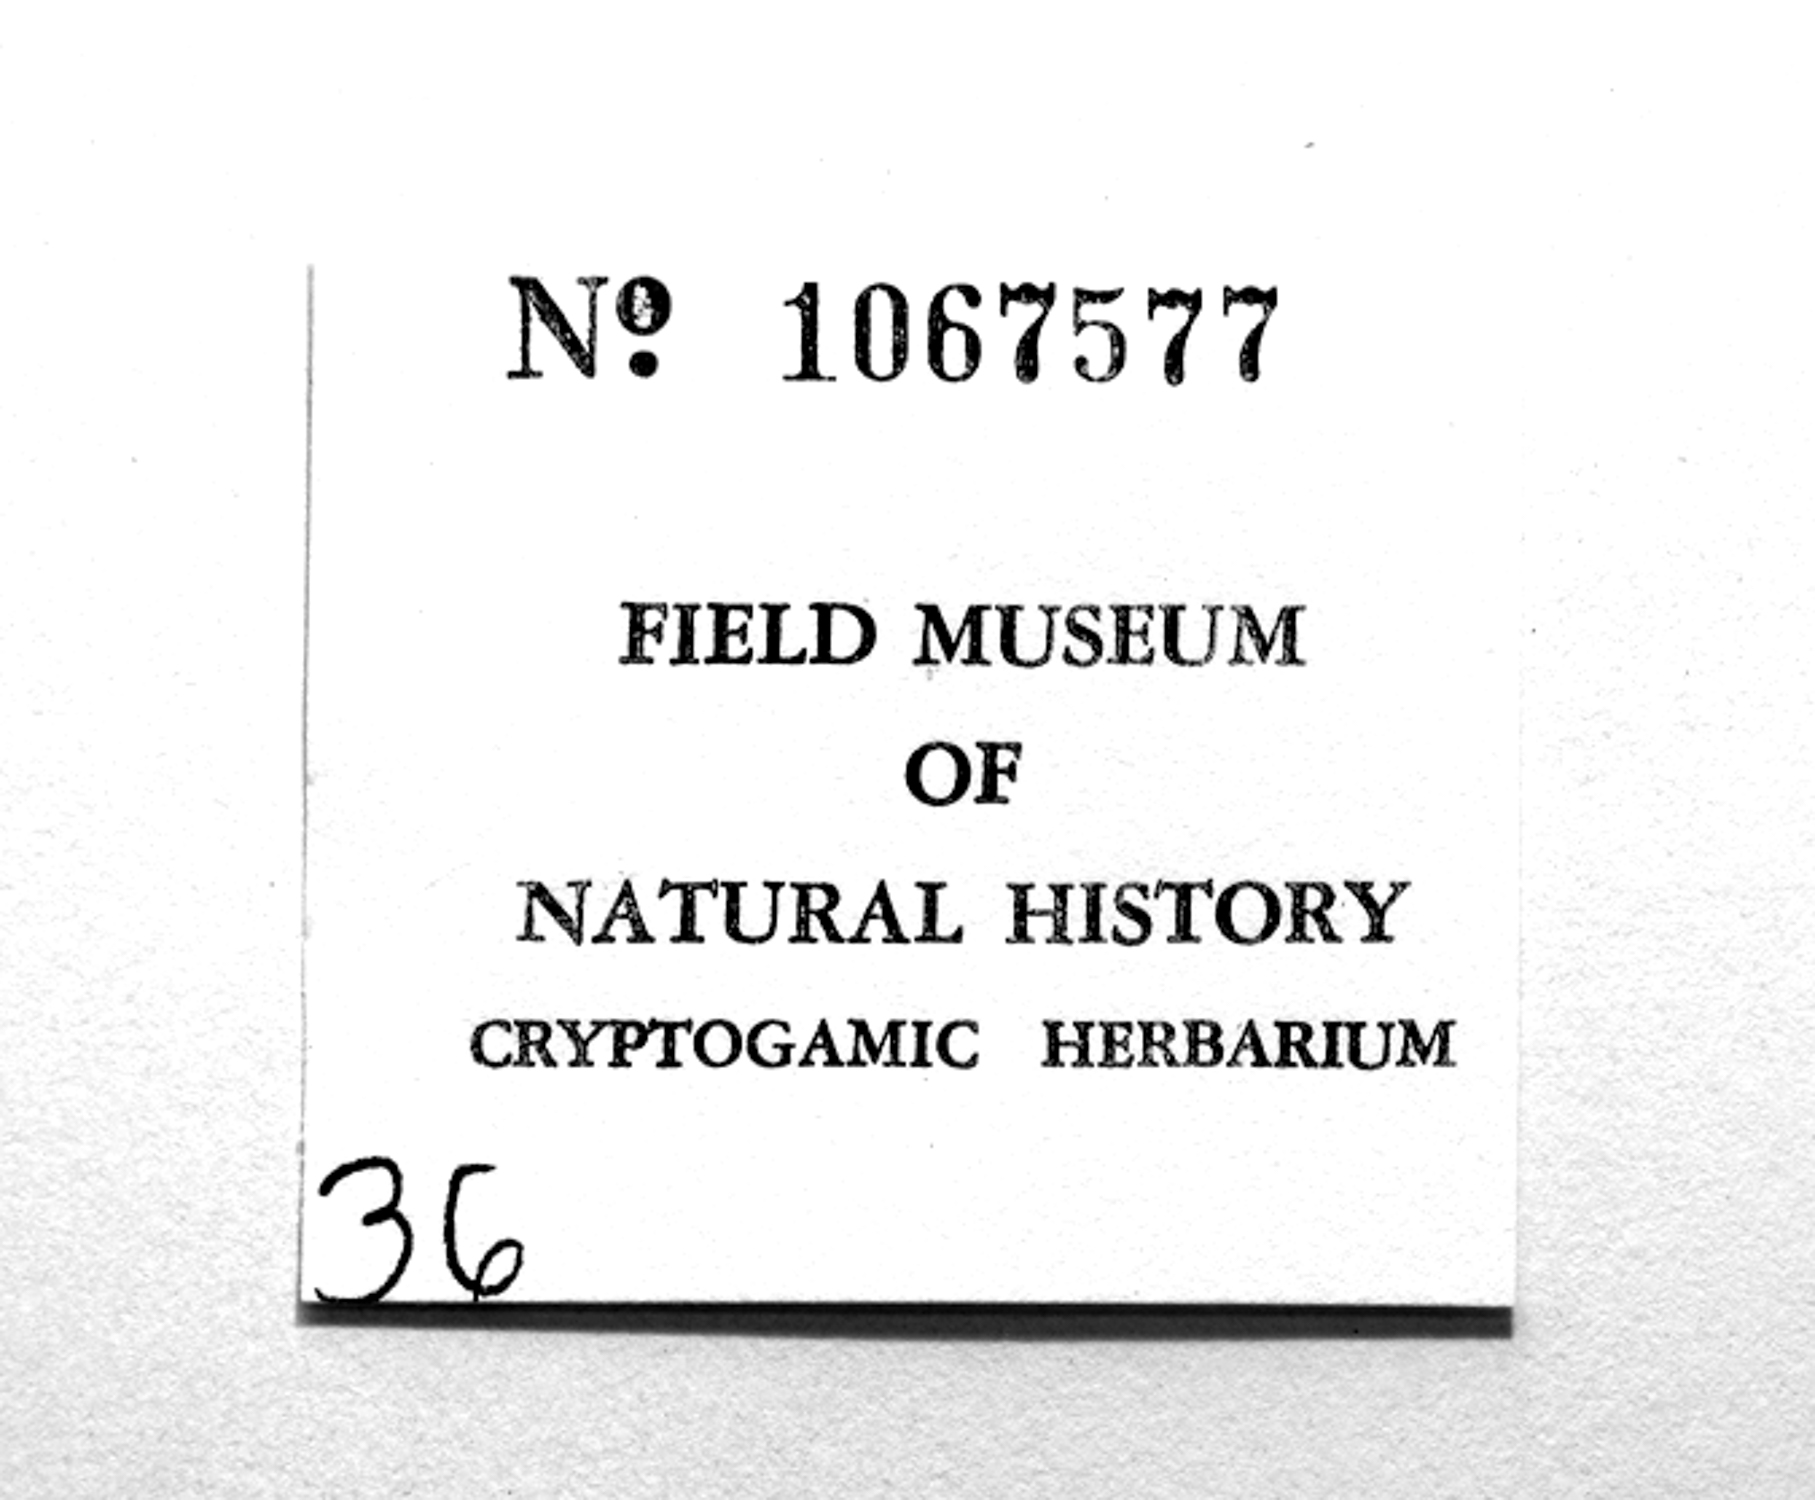 Nº 1067577
FIELD MUSEUM
OF
NATURAL HISTORY
CRYPTOGAMIC HERBARIUM
36